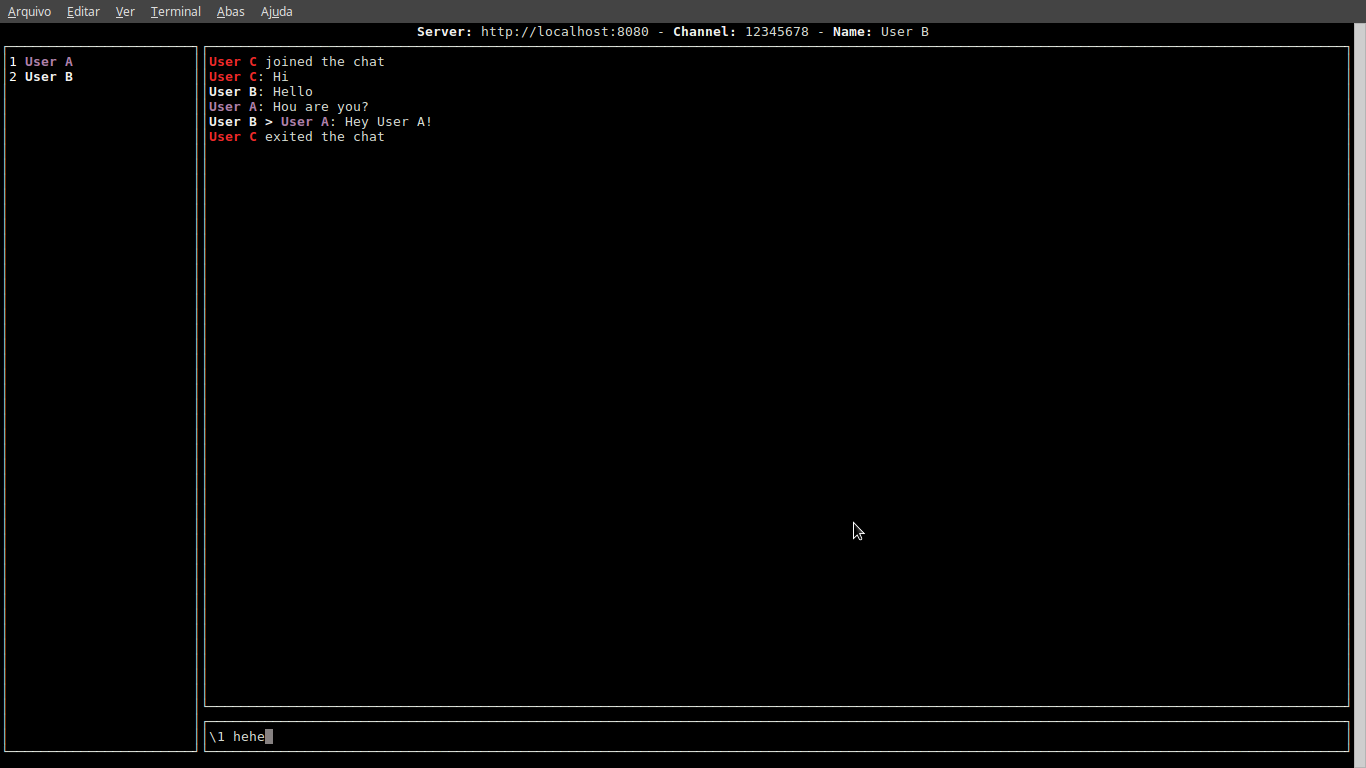 Arquivo Editar Ver Terminal Abas Ajuda
Server: http://localhost:8080 - Channel: 12345678 - Name: User B
1 User A
2 User B
User C joined the chat
User C: Hi
User B: Hello
User A: Hou are you?
User B > User A: Hey User A!
User C exited the chat
\1 hehe